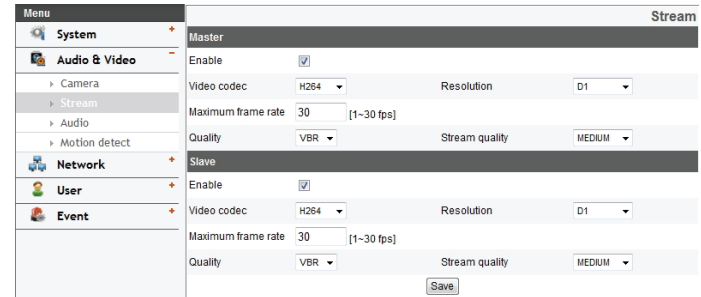 Menu
System +
Audio & Video -
Camera
Stream
Audio
Motion detect
Network +
User +
Event +
Stream
Master
Enable
Video codec H264 Resolution D1
Maximum frame rate 30 [1~30 fps]
Quality VBR Stream quality MEDIUM
Slave
Enable
Video codec H264 Resolution D1
Maximum frame rate 30 [1~30 fps]
Quality VBR Stream quality MEDIUM
Save